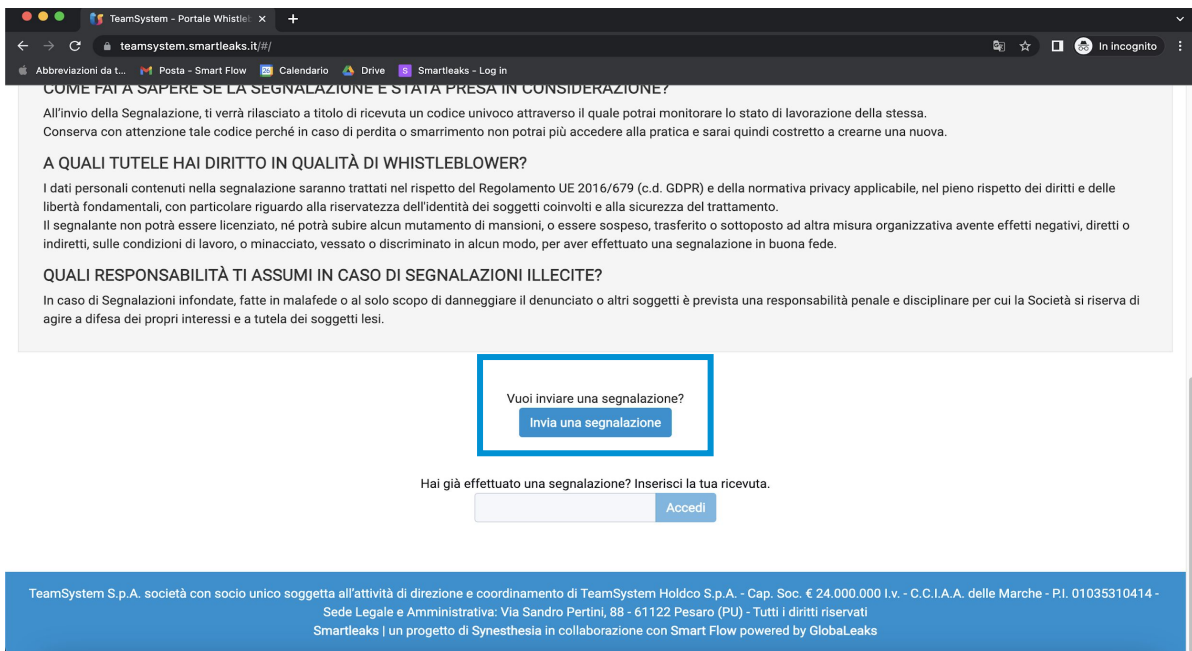 TeamSystem - Portale Whistle
teamsystem.smartleaks.it/#/
In incognito
Abbreviazioni da t...
Posta - Smart Flow
Calendario
Drive
Smartleaks - Log in
COME FAI A SAPERE SE LA SEGNALAZIONE È STATA PRESA IN CONSIDERAZIONE?
All'invio della Segnalazione, ti verrà rilasciato a titolo di ricevuta un codice univoco attraverso il quale potrai monitorare lo stato di lavorazione della stessa.
Conserva con attenzione tale codice perché in caso di perdita o smarrimento non potrai più accedere alla pratica e sarai quindi costretto a crearne una nuova.
A QUALI TUTELE HAI DIRITTO IN QUALITÀ DI WHISTLEBLOWER?
I dati personali contenuti nella segnalazione saranno trattati nel rispetto del Regolamento UE 2016/679 (c.d. GDPR) e della normativa privacy applicabile, nel pieno rispetto dei diritti e delle
libertà fondamentali, con particolare riguardo alla riservatezza dell'identità dei soggetti coinvolti e alla sicurezza del trattamento.
Il segnalante non potrà essere licenziato, né potrà subire alcun mutamento di mansioni, o essere sospeso, trasferito o sottoposto ad altra misura organizzativa avente effetti negativi, diretti o
indiretti, sulle condizioni di lavoro, o minacciato, vessato o discriminato in alcun modo, per aver effettuato una segnalazione in buona fede.
QUALI RESPONSABILITÀ TI ASSUMI IN CASO DI SEGNALAZIONI ILLECITE?
In caso di Segnalazioni infondate, fatte in malafede o al solo scopo di danneggiare il denunciato o altri soggetti è prevista una responsabilità penale e disciplinare per cui la Società si riserva di
agire a difesa dei propri interessi e a tutela dei soggetti lesi.
Vuoi inviare una segnalazione?
Invia una segnalazione
Hai già effettuato una segnalazione? Inserisci la tua ricevuta.
Accedi
TeamSystem S.p.A. società con socio unico soggetta all'attività di direzione e coordinamento di TeamSystem Holdco S.p.A. - Cap. Soc. € 24.000.000 I.v. - C.C.I.A.A. delle Marche - P.I. 01035310414 -
Sede Legale e Amministrativa: Via Sandro Pertini, 88 - 61122 Pesaro (PU) - Tutti i diritti riservati
Smartleaks | un progetto di Synesthesia in collaborazione con Smart Flow powered by GlobaLeaks